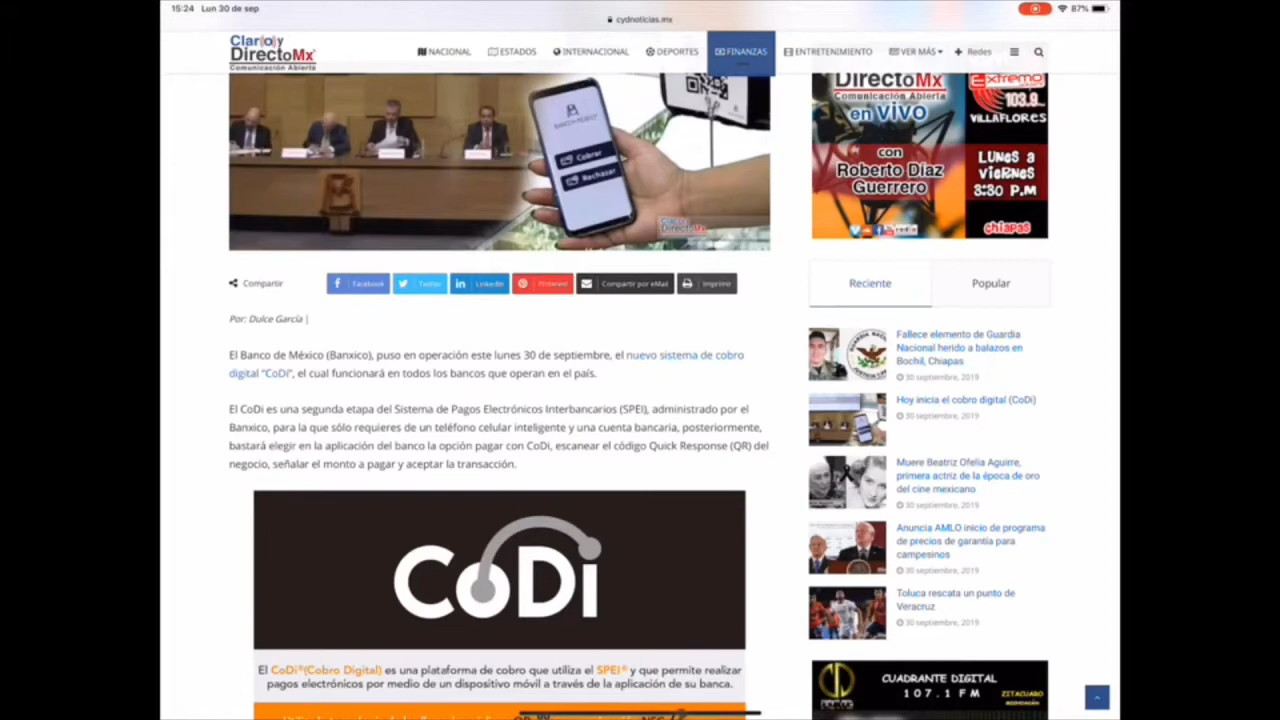 15:24 Lun 30 de sep
87%
cydnoticias.mx
Claro y
DirectoMx
Comunicación Abierta
NACIONAL ESTADOS INTERNACIONAL DEPORTES FINANZAS ENTRETENIMIENTO VER MÁS Redes
BANCO DE MÉXICO
Cobrar
Rechazar
Claro y
DirectoMx
DirectoMx
Comunicación Abierta
en VIVO
con
Roberto Díaz
Guerrero
Extremo
103.9
VILLAFLORES
LUNES A
VIERNES
3:30 P.M
chiapas
Compartir Facebook Twitter LinkedIn Pinterest Compartir por eMail Imprimir
Por: Dulce García |
El Banco de México (Banxico), puso en operación este lunes 30 de septiembre, el nuevo sistema de cobro
digital “CoDi”, el cual funcionará en todos los bancos que operan en el país.
El CoDi es una segunda etapa del Sistema de Pagos Electrónicos Interbancarios (SPEI), administrado por el
Banxico, para la que sólo requieres de un teléfono celular inteligente y una cuenta bancaria, posteriormente,
bastará elegir en la aplicación del banco la opción pagar con CoDi, escanear el código Quick Response (QR) del
negocio, señalar el monto a pagar y aceptar la transacción.
CoDi
El CoDi®(Cobro Digital) es una plataforma de cobro que utiliza el SPEI® y que permite realizar
pagos electrónicos por medio de un dispositivo móvil a través de la aplicación de su banca.
Reciente Popular
Fallece elemento de Guardia
Nacional herido a balazos en
Bochil, Chiapas
30 septiembre, 2019
Hoy inicia el cobro digital (CoDi)
30 septiembre, 2019
Muere Beatriz Ofelia Aguirre,
primera actriz de la época de oro
del cine mexicano
30 septiembre, 2019
Anuncia AMLO inicio de programa
de precios de garantía para
campesinos
30 septiembre, 2019
Toluca rescata un punto de
Veracruz
30 septiembre, 2019
CUADRANTE DIGITAL
107.1 FM
ZITACUARO